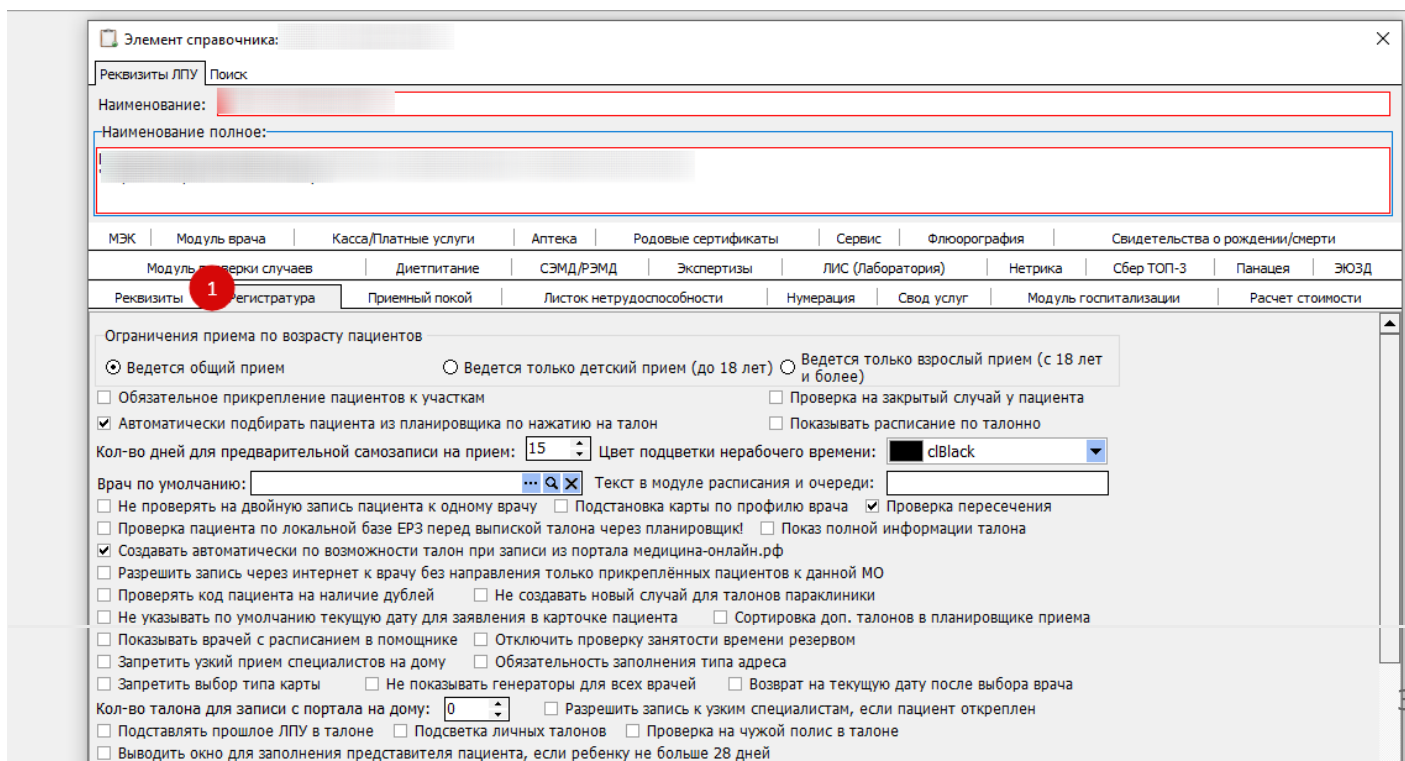 Элемент справочника:
Реквизиты ЛПУ Поиск
Наименование:
Наименование полное:
МЭК Модуль врача Касса/Платные услуги Аптека Родовые сертификаты Сервис Флюорография Свидетельства о рождении/смерти
Модуль проверки случаев Диетпитание СЭМД/РЭМД Экспертизы ЛИС (Лаборатория) Нетрика Сбер ТОП-3 Панацея ЭЮЗД
Реквизиты 1 Регистратура Приемный покой Листок нетрудоспособности Нумерация Свод услуг Модуль госпитализации Расчет стоимости
Ограничения приема по возрасту пациентов
Ведется общий прием Ведется только детский прием (до 18 лет) Ведется только взрослый прием (с 18 лет
и более)
Обязательное прикрепление пациентов к участкам Проверка на закрытый случай у пациента
Автоматически подбирать пациента из планировщика по нажатию на талон Показывать расписание по талонно
Кол-во дней для предварительной самозаписи на прием: 15 Цвет подцветки нерабочего времени: clBlack
Врач по умолчанию: Текст в модуле расписания и очереди:
Не проверять на двойную запись пациента к одному врачу Подстановка карты по профилю врача Проверка пересечения
Проверка пациента по локальной базе ЕРЗ перед выпиской талона через планировщик! Показ полной информации талона
Создавать автоматически по возможности талон при записи из портала медицина-онлайн.рф
Разрешить запись через интернет к врачу без направления только прикреплённых пациентов к данной МО
Проверять код пациента на наличие дублей Не создавать новый случай для талонов параклиники
Не указывать по умолчанию текущую дату для заявления в карточке пациента Сортировка доп. талонов в планировщике приема
Показывать врачей с расписанием в помощнике Отключить проверку занятости времени резервом
Запретить узкий прием специалистов на дому Обязательность заполнения типа адреса
Запретить выбор типа карты Не показывать генераторы для всех врачей Возврат на текущую дату после выбора врача
Кол-во талона для записи с портала на дому: 0 Разрешить запись к узким специалистам, если пациент откреплен
Подставлять прошлое ЛПУ в талоне Подсветка личных талонов Проверка на чужой полис в талоне
Выводить окно для заполнения представителя пациента, если ребенку не больше 28 дней